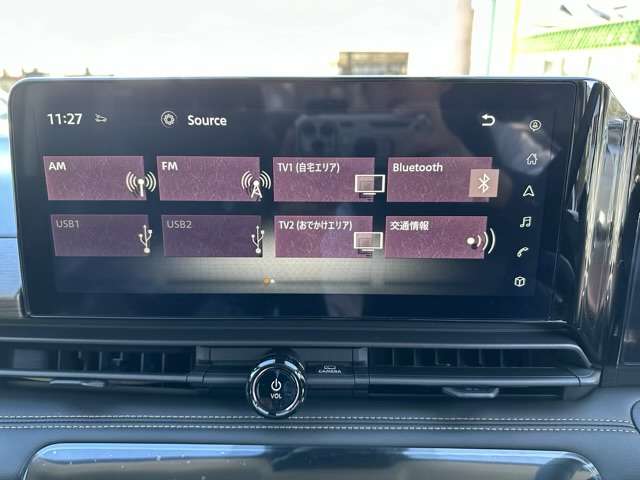 11:27
Source
AM
FM
TV1 (自宅エリア)
Bluetooth
USB1
USB2
TV2 (おでかけエリア)
交通情報
CAMERA
VOL